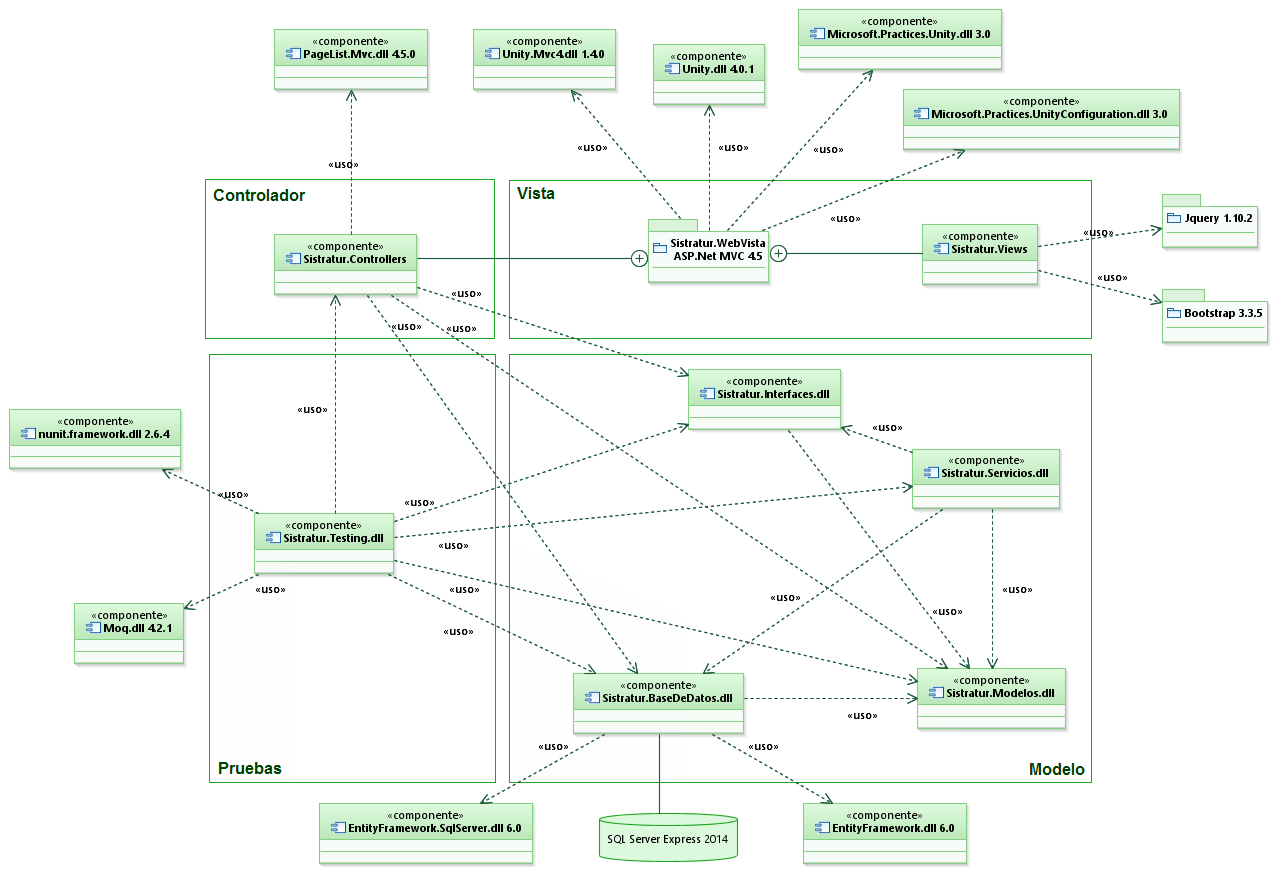 «componente»
PageList.Mvc.dll 4.5.0
«componente»
Unity.Mvc4.dll 1.4.0
«componente»
Unity.dll 4.0.1
«componente»
Microsoft.Practices.Unity.dll 3.0
«componente»
Microsoft.Practices.UnityConfiguration.dll 3.0
«uso»
«uso»
«uso»
«uso»
«uso»
Controlador
Vista
«componente»
Sistratur.Controllers
Sistratur.WebVista
ASP.Net MVC 4.5
«componente»
Sistratur.Views
Jquery 1.10.2
«uso»
«uso»
Bootstrap 3.3.5
«uso»
«uso»
«uso»
«uso»
«componente»
Sistratur.Interfaces.dll
«componente»
nunit.framework.dll 2.6.4
«uso»
«componente»
Sistratur.Servicios.dll
«uso»
«uso»
«componente»
Sistratur.Testing.dll
«uso»
«uso»
«uso»
«uso»
«uso»
«uso»
«uso»
«componente»
Moq.dll 4.2.1
«componente»
Sistratur.BaseDeDatos.dll
«componente»
Sistratur.Modelos.dll
«uso»
«uso»
«uso»
Pruebas
Modelo
«componente»
EntityFramework.SqlServer.dll 6.0
SQL Server Express 2014
«componente»
EntityFramework.dll 6.0